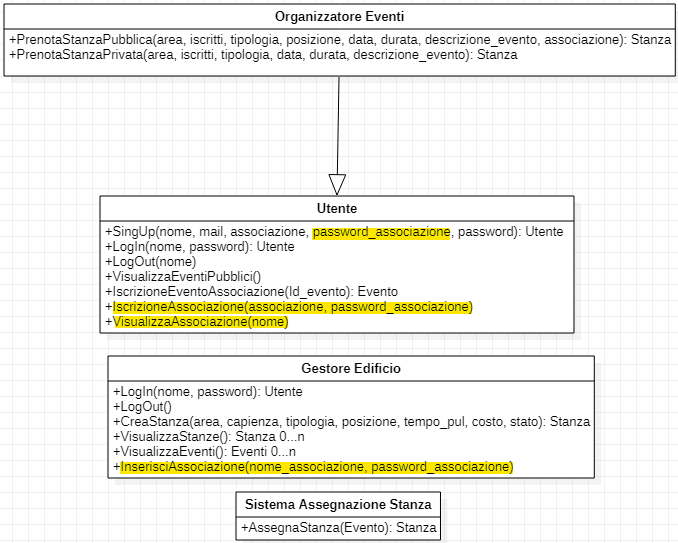 Organizzatore Eventi
+PrenotaStanzaPubblica(area, iscritti, tipologia, posizione, data, durata, descrizione_evento, associazione): Stanza
+PrenotaStanzaPrivata(area, iscritti, tipologia, data, durata, descrizione_evento): Stanza
Utente
+SingUp(nome, mail, associazione, password_associazione, password): Utente
+LogIn(nome, password): Utente
+LogOut(nome)
+VisualizzaEventiPubblici()
+IscrizioneEventoAssociazione(Id_evento): Evento
+IscrizioneAssociazione(associazione, password_associazione)
+VisualizzaAssociazione(nome)
Gestore Edificio
+LogIn(nome, password): Utente
+LogOut()
+CreaStanza(area, capienza, tipologia, posizione, tempo_pul, costo, stato): Stanza
+VisualizzaStanze(): Stanza 0...n
+VisualizzaEventi(): Eventi 0...n
+InserisciAssociazione(nome_associazione, password_associazione)
Sistema Assegnazione Stanza
+AssegnaStanza(Evento): Stanza